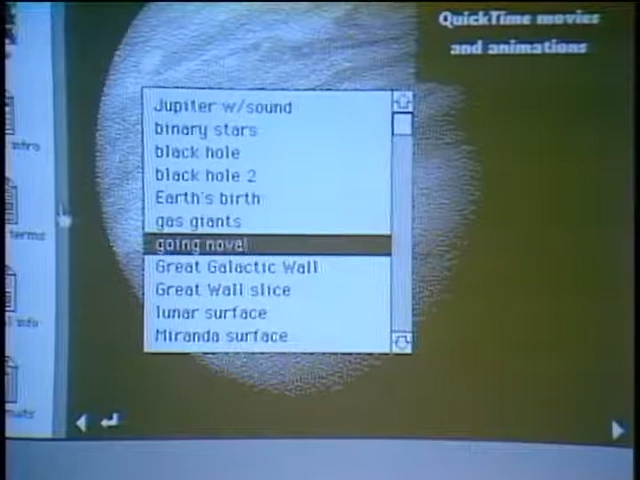 QuickTime movies
and animations
Jupiter w/sound
binary stars
black hole
black hole 2
Earth's birth
gas giants
going nova!
Great Galactic Wall
Great Wall slice
lunar surface
Miranda surface
terms